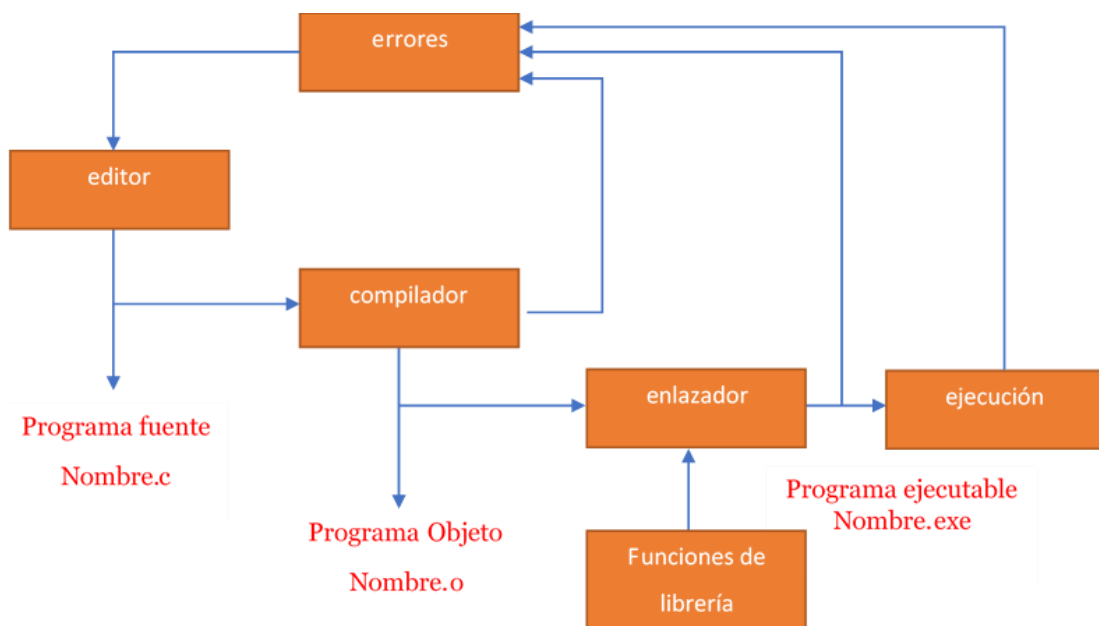 errores
editor
compilador
enlazador
ejecución
Programa fuente
Nombre.c
Programa Objeto
Nombre.o
Programa ejecutable
Nombre.exe
Funciones de
librería